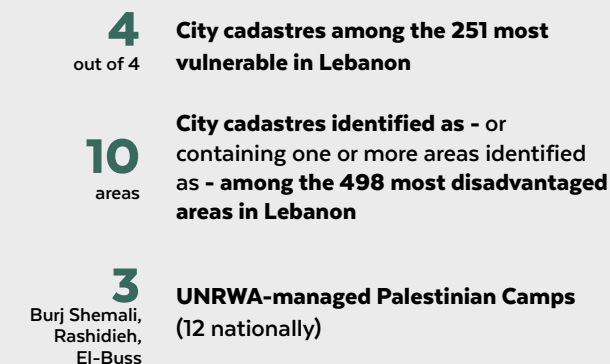 4
out of 4
City cadastres among the 251 most
vulnerable in Lebanon
10
areas
City cadastres identified as - or
containing one or more areas identified
as - among the 498 most disadvantaged
areas in Lebanon
3
Burj Shemali,
Rashidieh,
El-Buss
UNRWA-managed Palestinian Camps
(12 nationally)